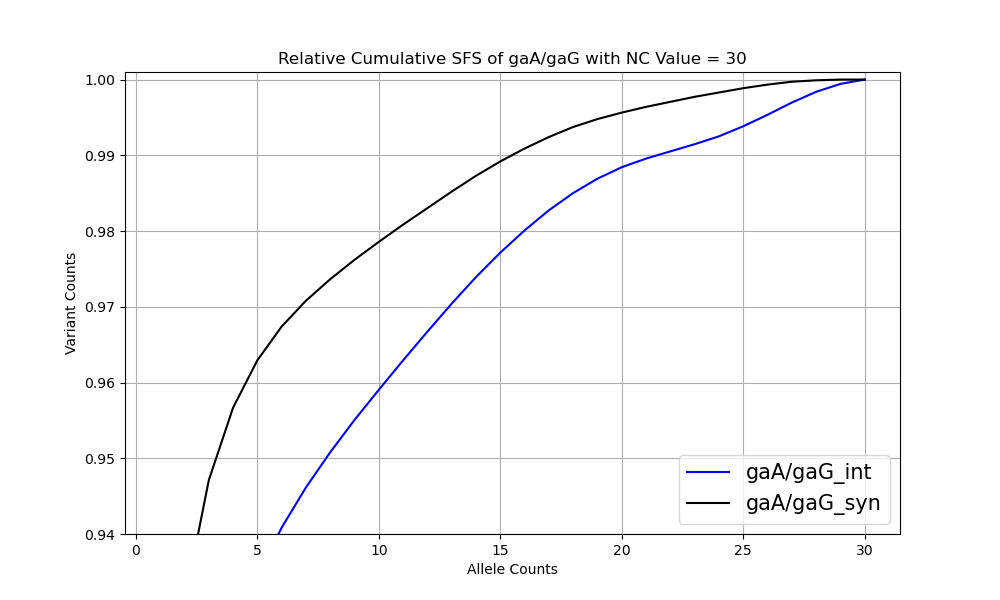 Relative Cumulative SFS of gaA/gaG with NC Value = 30
Variant Counts
1.00
0.99
0.98
0.97
0.96
0.95
0.94
0 5 10 15 20 25 30
Allele Counts
gaA/gaG_int
gaA/gaG_syn